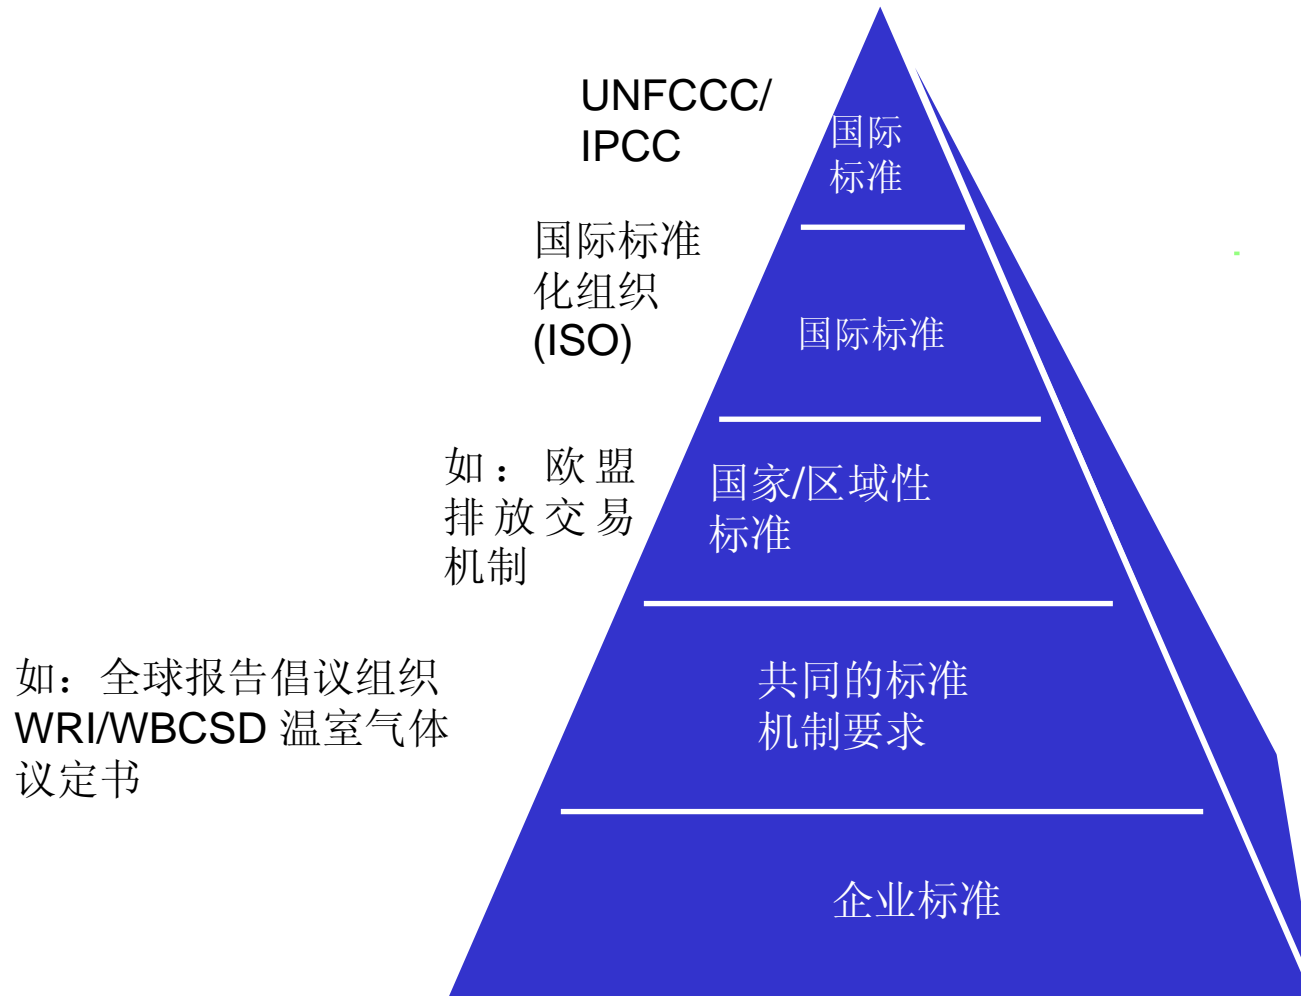 UNFCCC/
IPCC
国际
标准
国际标准
化组织
(ISO)
国际标准
如：欧盟
排放交易
机制
国家/区域性
标准
如：全球报告倡议组织
WRI/WBCSD 温室气体
议定书
共同的标准
机制要求
企业标准